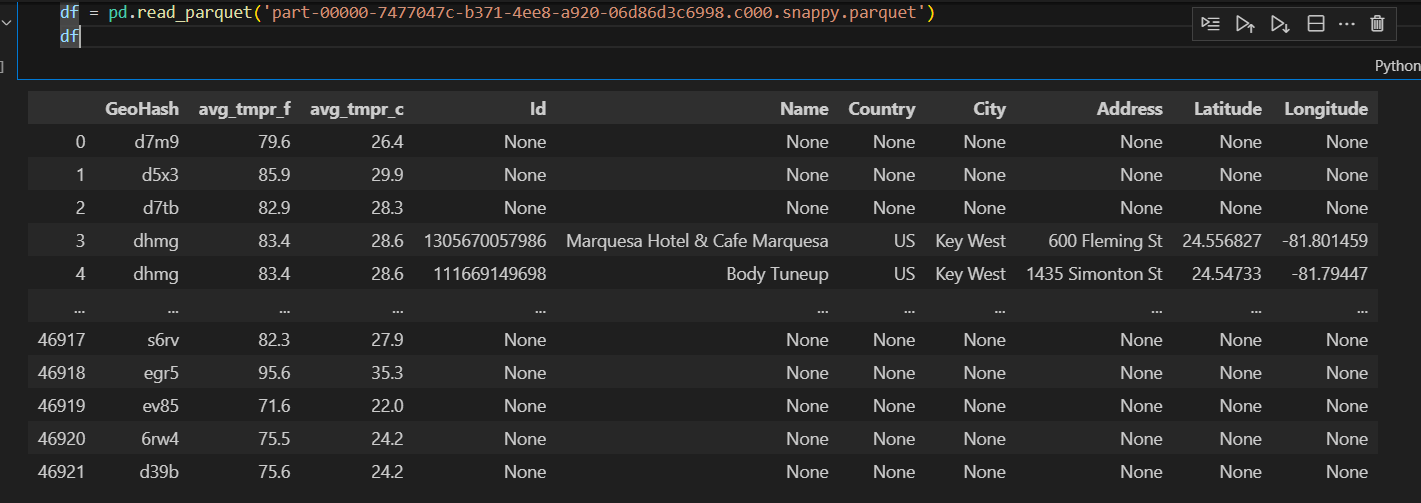 df = pd.read_parquet('part-00000-7477047c-b371-4ee8-a920-06d86d3c6998.c000.snappy.parquet')
df
]
Python
GeoHash avg_tmpr_f avg_tmpr_c Id Name Country City Address Latitude Longitude
0 d7m9 79.6 26.4 None None None None None None None
1 d5x3 85.9 29.9 None None None None None None None
2 d7tb 82.9 28.3 None None None None None None None
3 dhmg 83.4 28.6 1305670057986 Marquesa Hotel & Cafe Marquesa US Key West 600 Fleming St 24.556827 -81.801459
4 dhmg 83.4 28.6 111669149698 Body Tuneup US Key West 1435 Simonton St 24.54733 -81.79447
... ... ... ... ... ... ... ... ... ... ...
46917 s6rv 82.3 27.9 None None None None None None None
46918 egr5 95.6 35.3 None None None None None None None
46919 ev85 71.6 22.0 None None None None None None None
46920 6rw4 75.5 24.2 None None None None None None None
46921 d39b 75.6 24.2 None None None None None None None